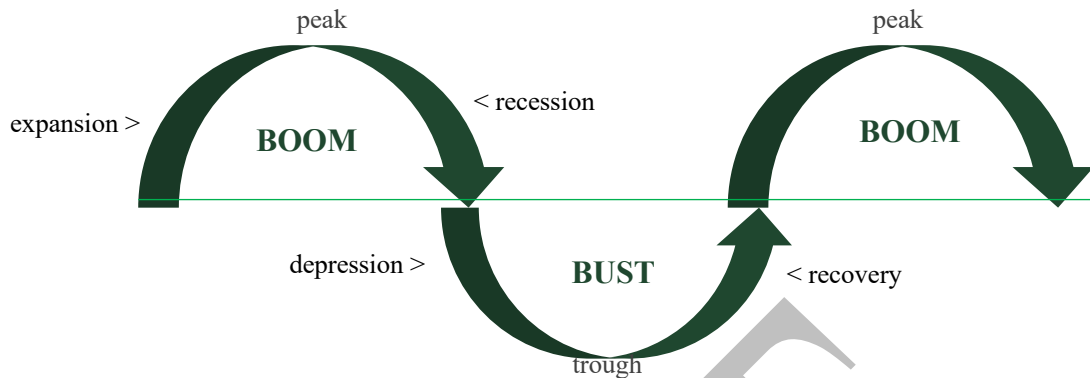 peak
peak
expansion >
< recession
BOOM
BOOM
depression >
BUST
< recovery
trough